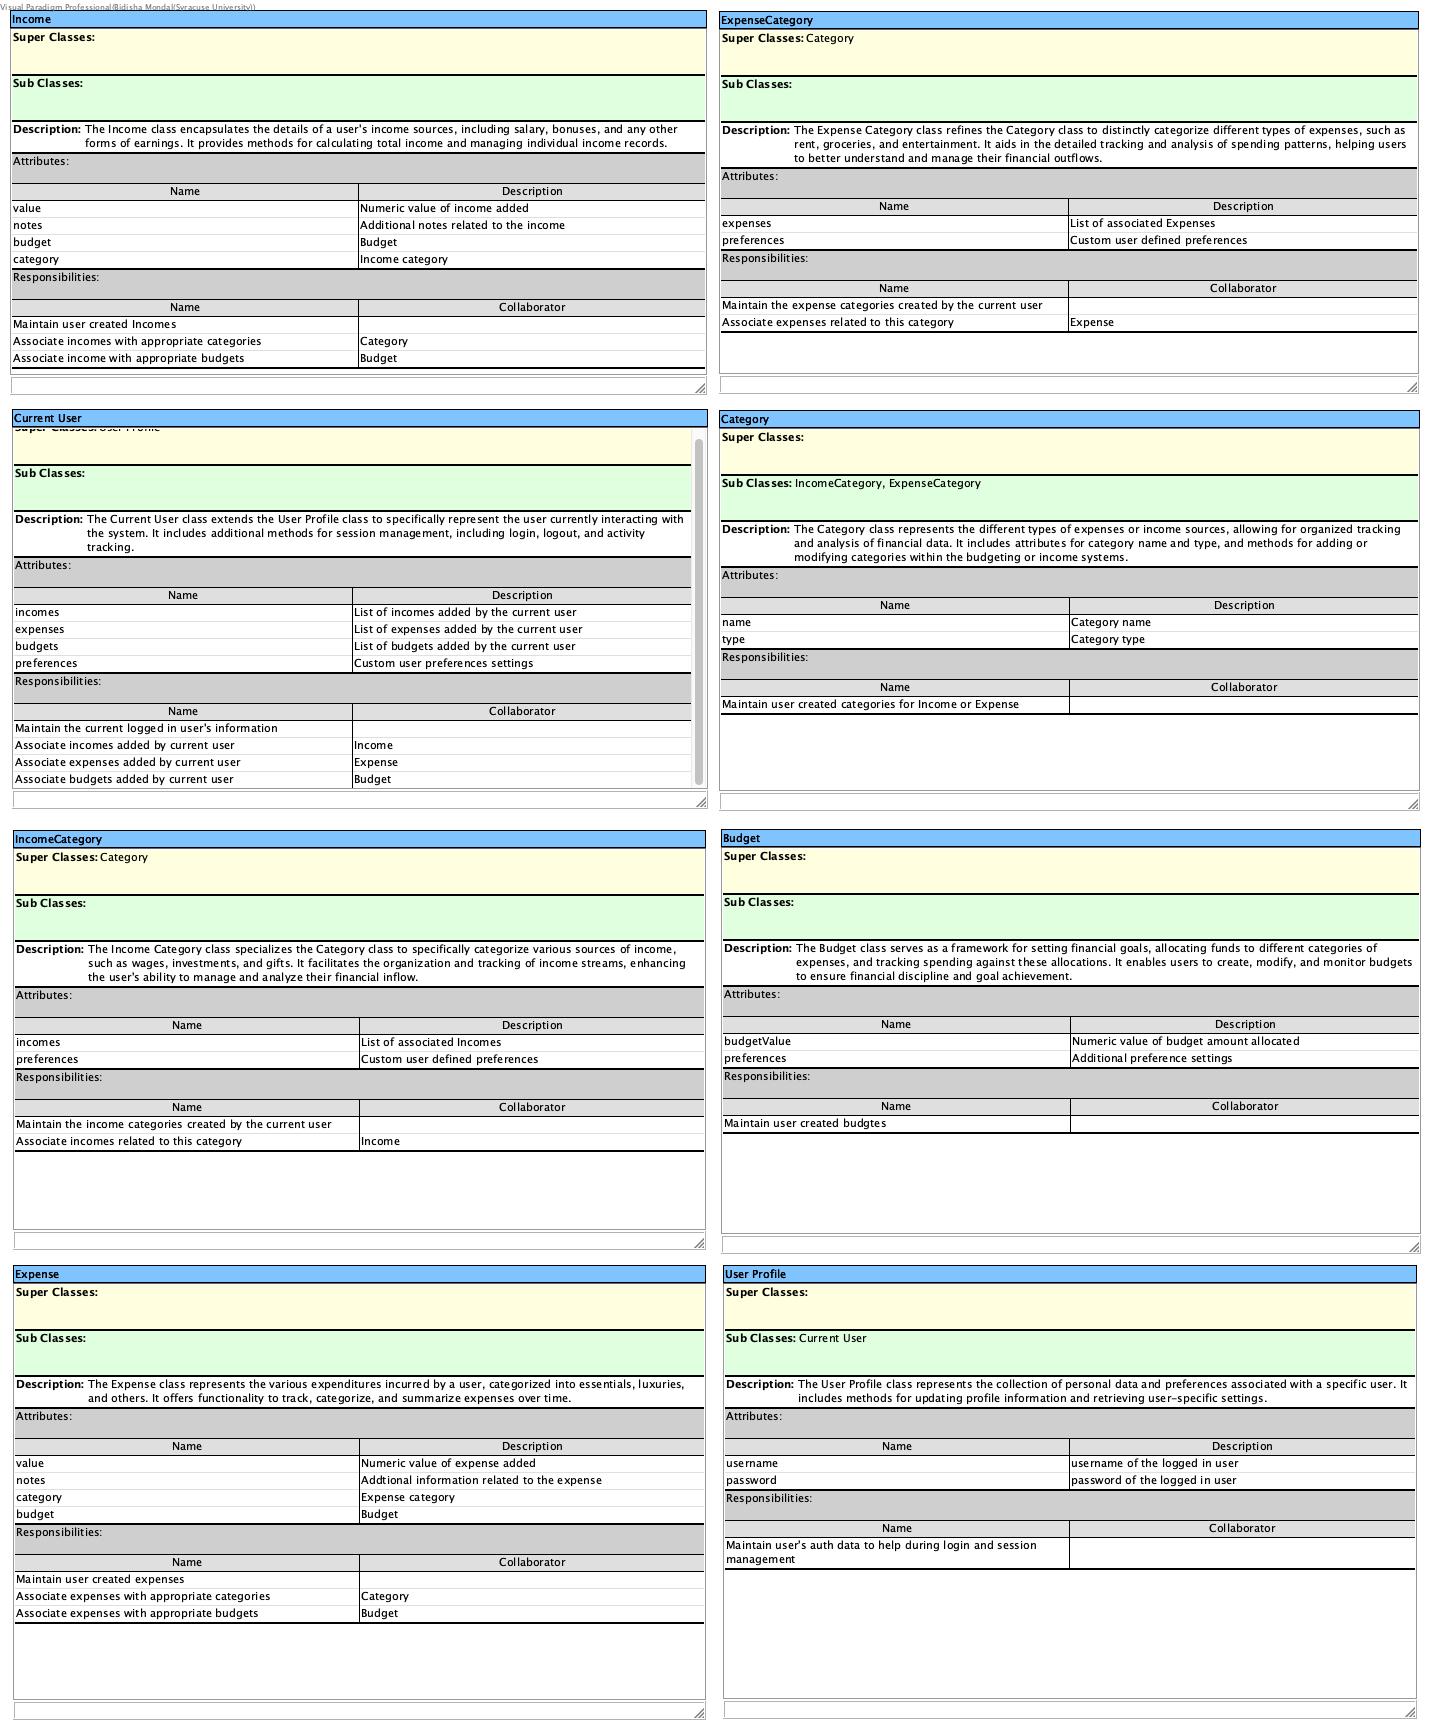 Visual Paradigm Professional(Bidisha Mondal(Syracuse University))
Income
Super Classes:
Sub Classes:
Description: The Income class encapsulates the details of a user's income sources, including salary, bonuses, and any other
forms of earnings. It provides methods for calculating total income and managing individual income records.
Attributes:
Name Description
value Numeric value of income added
notes Additional notes related to the income
budget Budget
category Income category
Responsibilities:
Name Collaborator
Maintain user created Incomes
Associate incomes with appropriate categories Category
Associate income with appropriate budgets Budget
ExpenseCategory
Super Classes: Category
Sub Classes:
Description: The Expense Category class refines the Category class to distinctly categorize different types of expenses, such as
rent, groceries, and entertainment. It aids in the detailed tracking and analysis of spending patterns, helping users
to better understand and manage their financial outflows.
Attributes:
Name Description
expenses List of associated Expenses
preferences Custom user defined preferences
Responsibilities:
Name Collaborator
Maintain the expense categories created by the current user
Associate expenses related to this category Expense
Current User
Super Classes: User Profile
Sub Classes:
Description: The Current User class extends the User Profile class to specifically represent the user currently interacting with
the system. It includes additional methods for session management, including login, logout, and activity
tracking.
Attributes:
Name Description
incomes List of incomes added by the current user
expenses List of expenses added by the current user
budgets List of budgets added by the current user
preferences Custom user preferences settings
Responsibilities:
Name Collaborator
Maintain the current logged in user's information
Associate incomes added by current user Income
Associate expenses added by current user Expense
Associate budgets added by current user Budget
Category
Super Classes:
Sub Classes: IncomeCategory, ExpenseCategory
Description: The Category class represents the different types of expenses or income sources, allowing for organized tracking
and analysis of financial data. It includes attributes for category name and type, and methods for adding or
modifying categories within the budgeting or income systems.
Attributes:
Name Description
name Category name
type Category type
Responsibilities:
Name Collaborator
Maintain user created categories for Income or Expense
IncomeCategory
Super Classes: Category
Sub Classes:
Description: The Income Category class specializes the Category class to specifically categorize various sources of income,
such as wages, investments, and gifts. It facilitates the organization and tracking of income streams, enhancing
the user's ability to manage and analyze their financial inflow.
Attributes:
Name Description
incomes List of associated Incomes
preferences Custom user defined preferences
Responsibilities:
Name Collaborator
Maintain the income categories created by the current user
Associate incomes related to this category Income
Budget
Super Classes:
Sub Classes:
Description: The Budget class serves as a framework for setting financial goals, allocating funds to different categories of
expenses, and tracking spending against these allocations. It enables users to create, modify, and monitor budgets
to ensure financial discipline and goal achievement.
Attributes:
Name Description
budgetValue Numeric value of budget amount allocated
preferences Additional preference settings
Responsibilities:
Name Collaborator
Maintain user created budgtes
Expense
Super Classes:
Sub Classes:
Description: The Expense class represents the various expenditures incurred by a user, categorized into essentials, luxuries,
and others. It offers functionality to track, categorize, and summarize expenses over time.
Attributes:
Name Description
value Numeric value of expense added
notes Addtional information related to the expense
category Expense category
budget Budget
Responsibilities:
Name Collaborator
Maintain user created expenses
Associate expenses with appropriate categories Category
Associate expenses with appropriate budgets Budget
User Profile
Super Classes:
Sub Classes: Current User
Description: The User Profile class represents the collection of personal data and preferences associated with a specific user. It
includes methods for updating profile information and retrieving user-specific settings.
Attributes:
Name Description
username username of the logged in user
password password of the logged in user
Responsibilities:
Name Collaborator
Maintain user's auth data to help during login and session
management